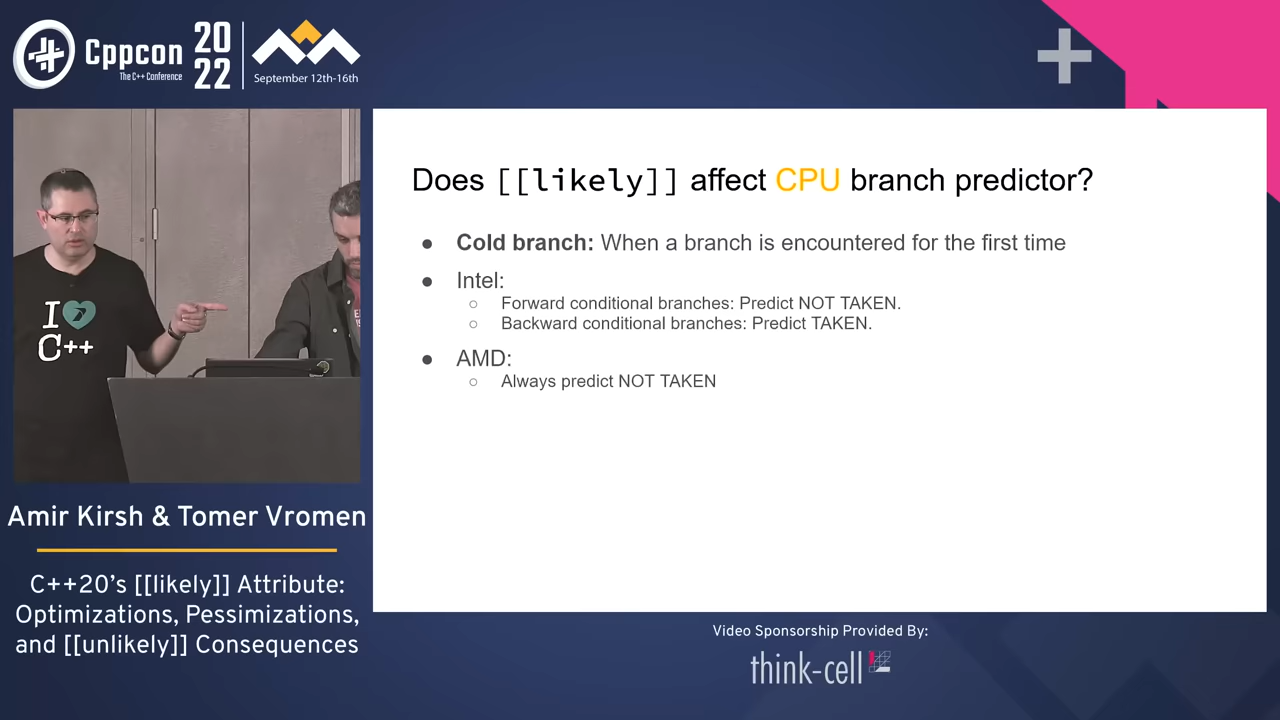 Cppcon
The C++ Conference
20
22
September 12th-16th
I
C++
Does [[likely]] affect CPU branch predictor?
● Cold branch: When a branch is encountered for the first time
● Intel:
○ Forward conditional branches: Predict NOT TAKEN.
○ Backward conditional branches: Predict TAKEN.
● AMD:
○ Always predict NOT TAKEN
Amir Kirsh & Tomer Vromen
C++20's [[likely]] Attribute:
Optimizations, Pessimizations,
and [[unlikely]] Consequences
Video Sponsorship Provided By:
think-cell